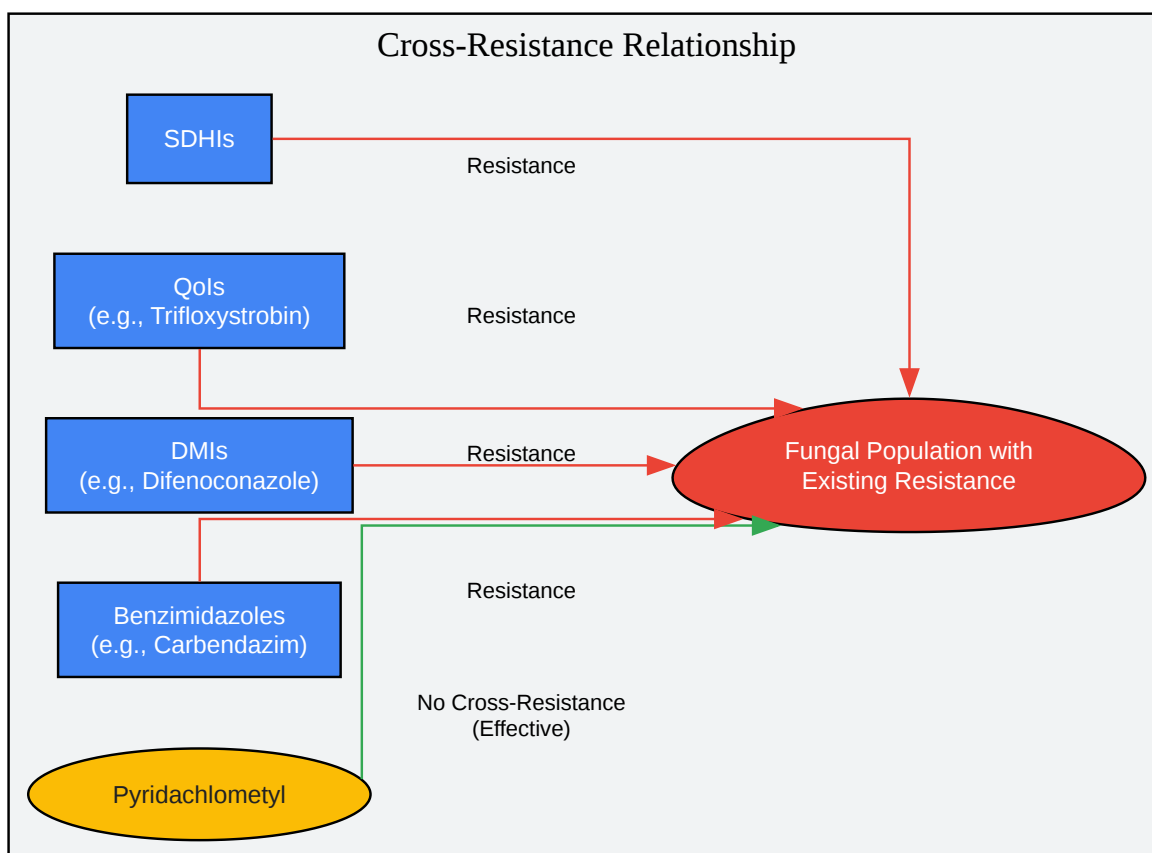 Cross-Resistance Relationship
SDHIs
Resistance
QoIs
(e.g., Trifloxystrobin)
Resistance
DMIs
(e.g., Difenoconazole)
Resistance
Fungal Population with
Existing Resistance
Benzimidazoles
(e.g., Carbendazim)
Resistance
No Cross-Resistance
(Effective)
Pyridachlometyl